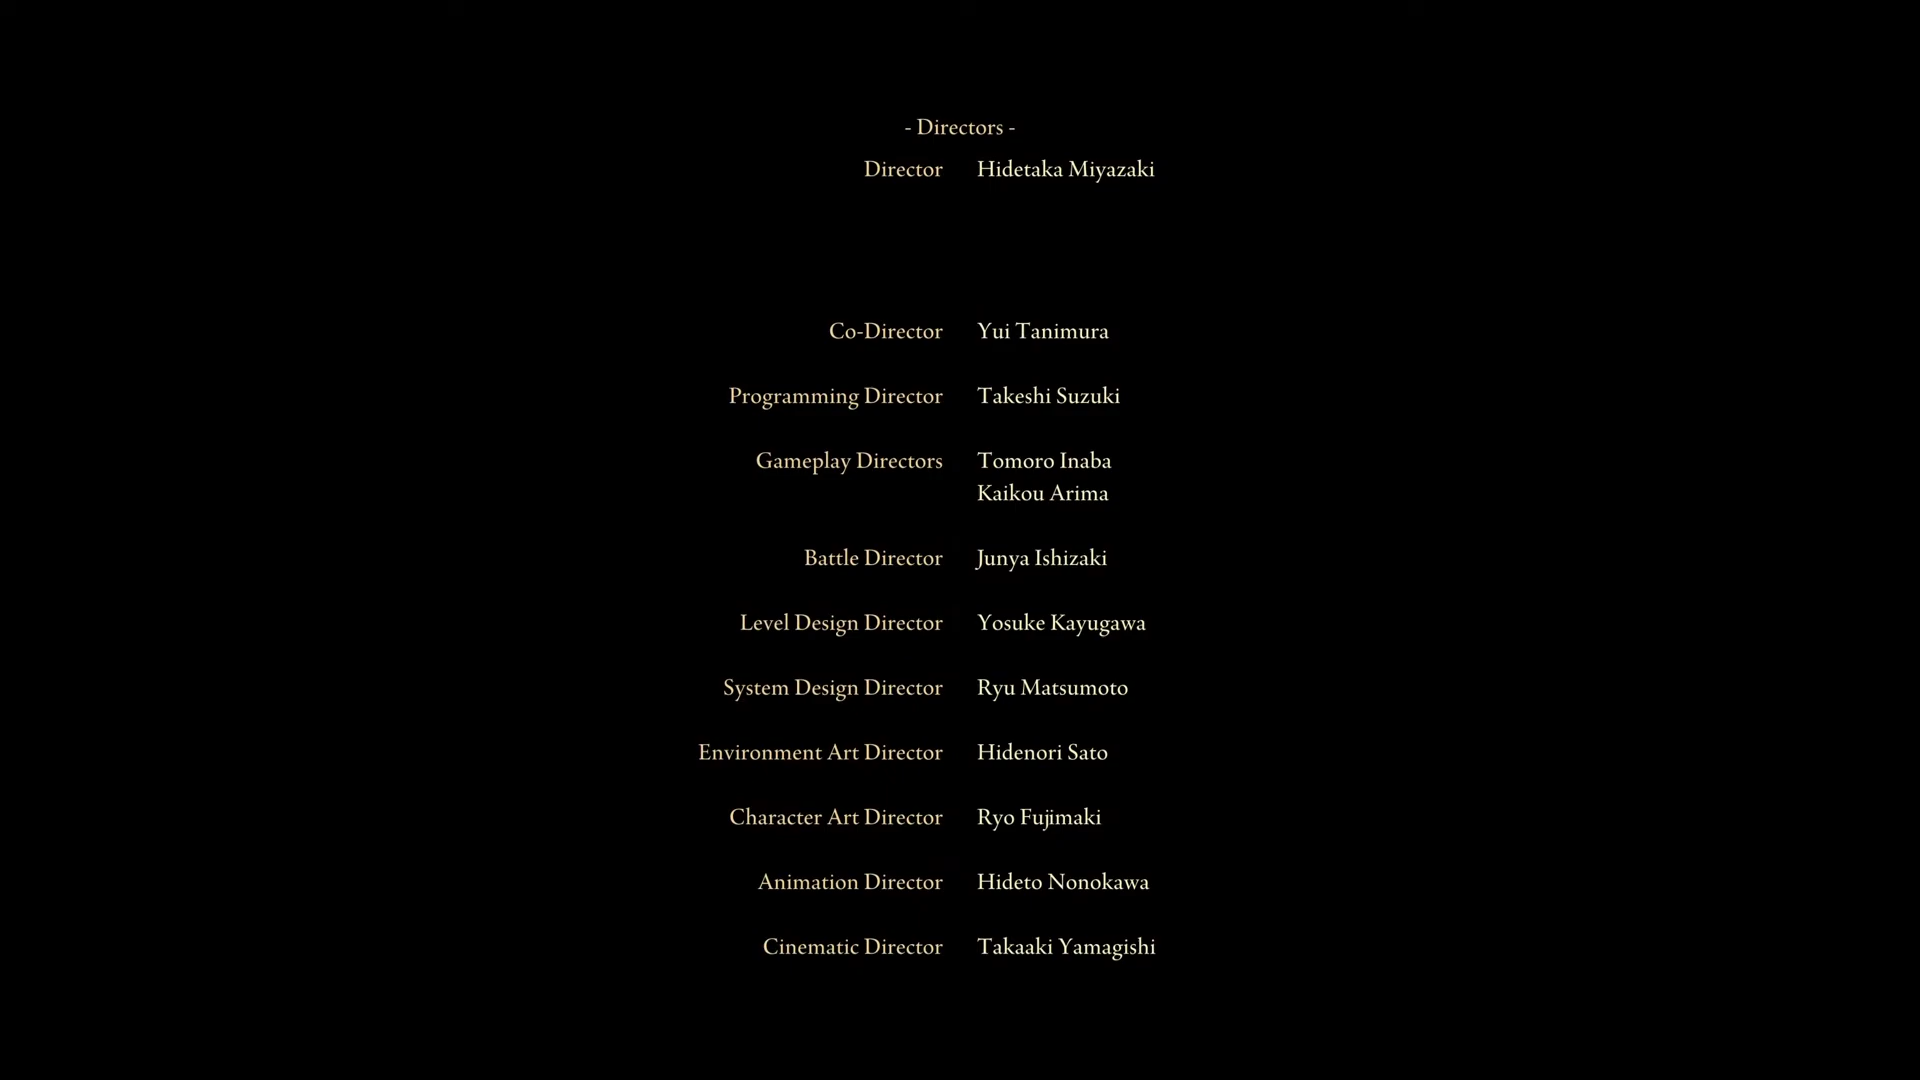 - Directors -
Director Hidetaka Miyazaki
Co-Director Yui Tanimura
Programming Director Takeshi Suzuki
Gameplay Directors Tomoro Inaba
Kaikou Arima
Battle Director Junya Ishizaki
Level Design Director Yosuke Kayugawa
System Design Director Ryu Matsumoto
Environment Art Director Hidenori Sato
Character Art Director Ryo Fujimaki
Animation Director Hideto Nonokawa
Cinematic Director Takaaki Yamagishi